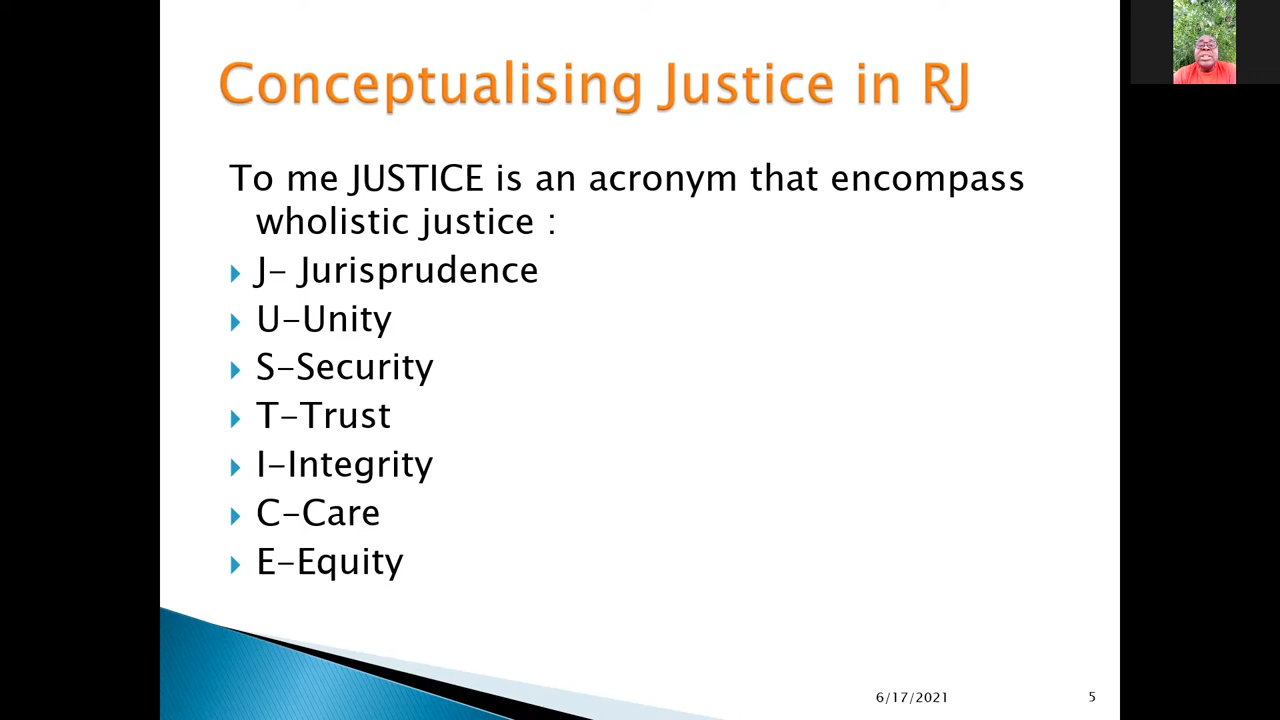 Conceptualising Justice in RJ
To me JUSTICE is an acronym that encompass
wholistic justice :
J- Jurisprudence
U-Unity
S-Security
T-Trust
I-Integrity
C-Care
E-Equity
6/17/2021
5